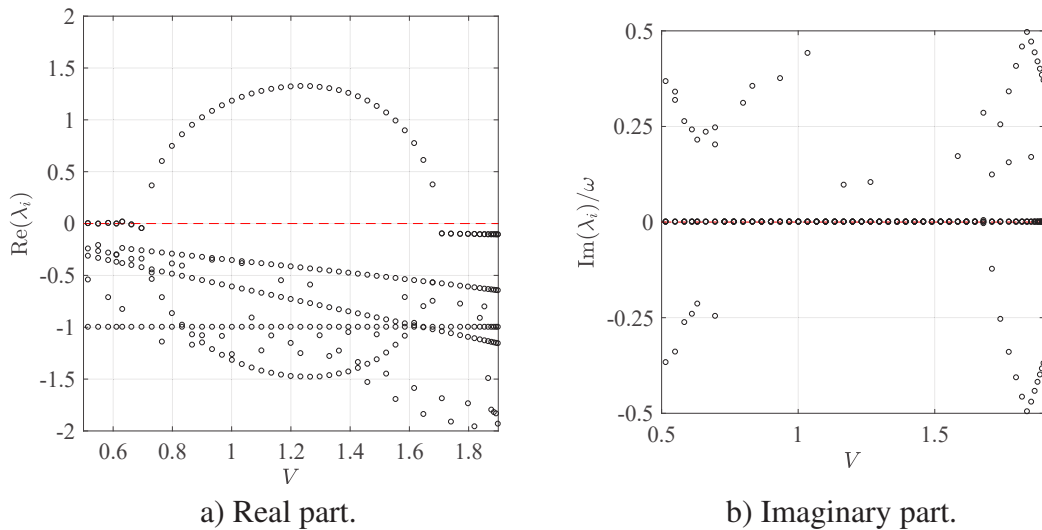 2
1.5
1
0.5
0
-0.5
-1
-1.5
-2
Re(λᵢ)
0.6 0.8 1 1.2 1.4 1.6 1.8
V
a) Real part.
0.5
0.25
0
-0.25
-0.5
Im(λᵢ)/ω
0.5 1 1.5
V
b) Imaginary part.